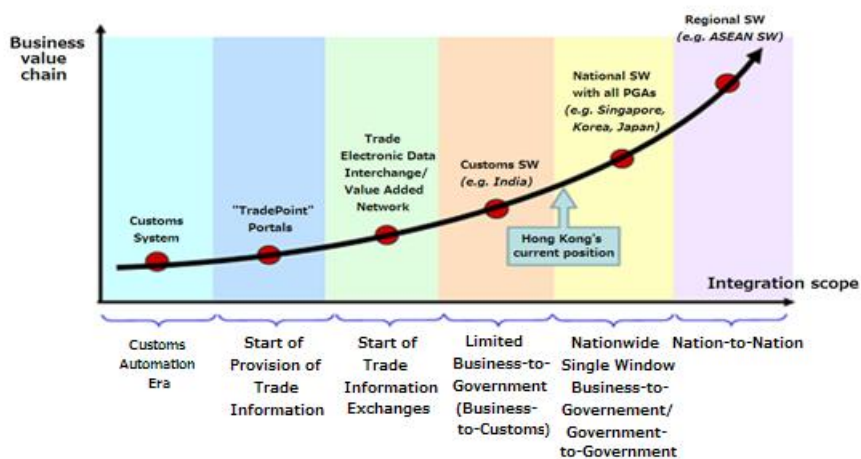 Business
value
chain
Regional SW
(e.g. ASEAN SW)
National SW
with all PGAs
(e.g. Singapore,
Korea, Japan)
Trade
Electronic Data
Interchange/
Value Added
Network
Customs SW
(e.g. India)
"TradePoint"
Portals
Customs
System
Hong Kong's
current position
Integration scope
Customs
Automation
Era
Start of
Provision of
Trade
Information
Start of
Trade
Information
Exchanges
Limited
Business-to-
Government
(Business-
to-Customs)
Nationwide
Single Window
Business-to-
Governement/
Government-
to-Government
Nation-to-Nation